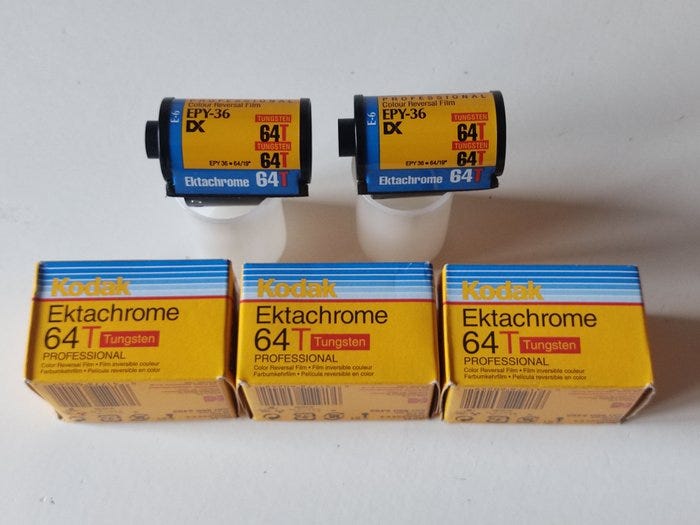 PROFESSIONAL
Colour Reversal Film
EPY-36
DX
TUNGSTEN
64T
TUNGSTEN
64T
EPY 36 • 64/19°
E-6
Ektachrome 64T
PROFESSIONAL
Colour Reversal Film
EPY-36
DX
TUNGSTEN
64T
TUNGSTEN
64T
EPY 36 • 64/19°
E-6
Ektachrome 64T
Kodak
Ektachrome
64T Tungsten
PROFESSIONAL
Color Reversal Film • Film inversible couleur
Farbumkehrfilm • Película reversible en color
Kodak
Ektachrome
64T Tungsten
PROFESSIONAL
Color Reversal Film • Film inversible couleur
Farbumkehrfilm • Película reversible en color
Kodak
Ektachrome
64T Tungsten
PROFESSIONAL
Color Reversal Film • Film inversible couleur
Farbumkehrfilm • Película reversible en color